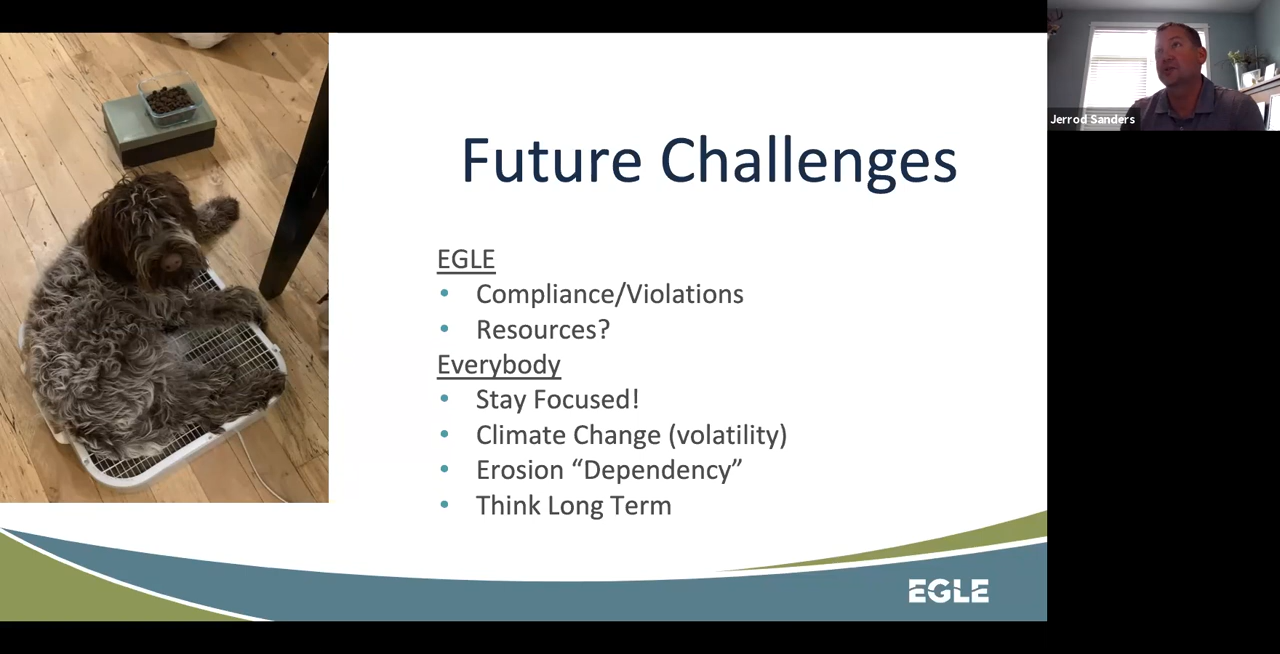 Jerrod Sanders
Future Challenges
EGLE
• Compliance/Violations
• Resources?
Everybody
• Stay Focused!
• Climate Change (volatility)
• Erosion “Dependency”
• Think Long Term
EGLE